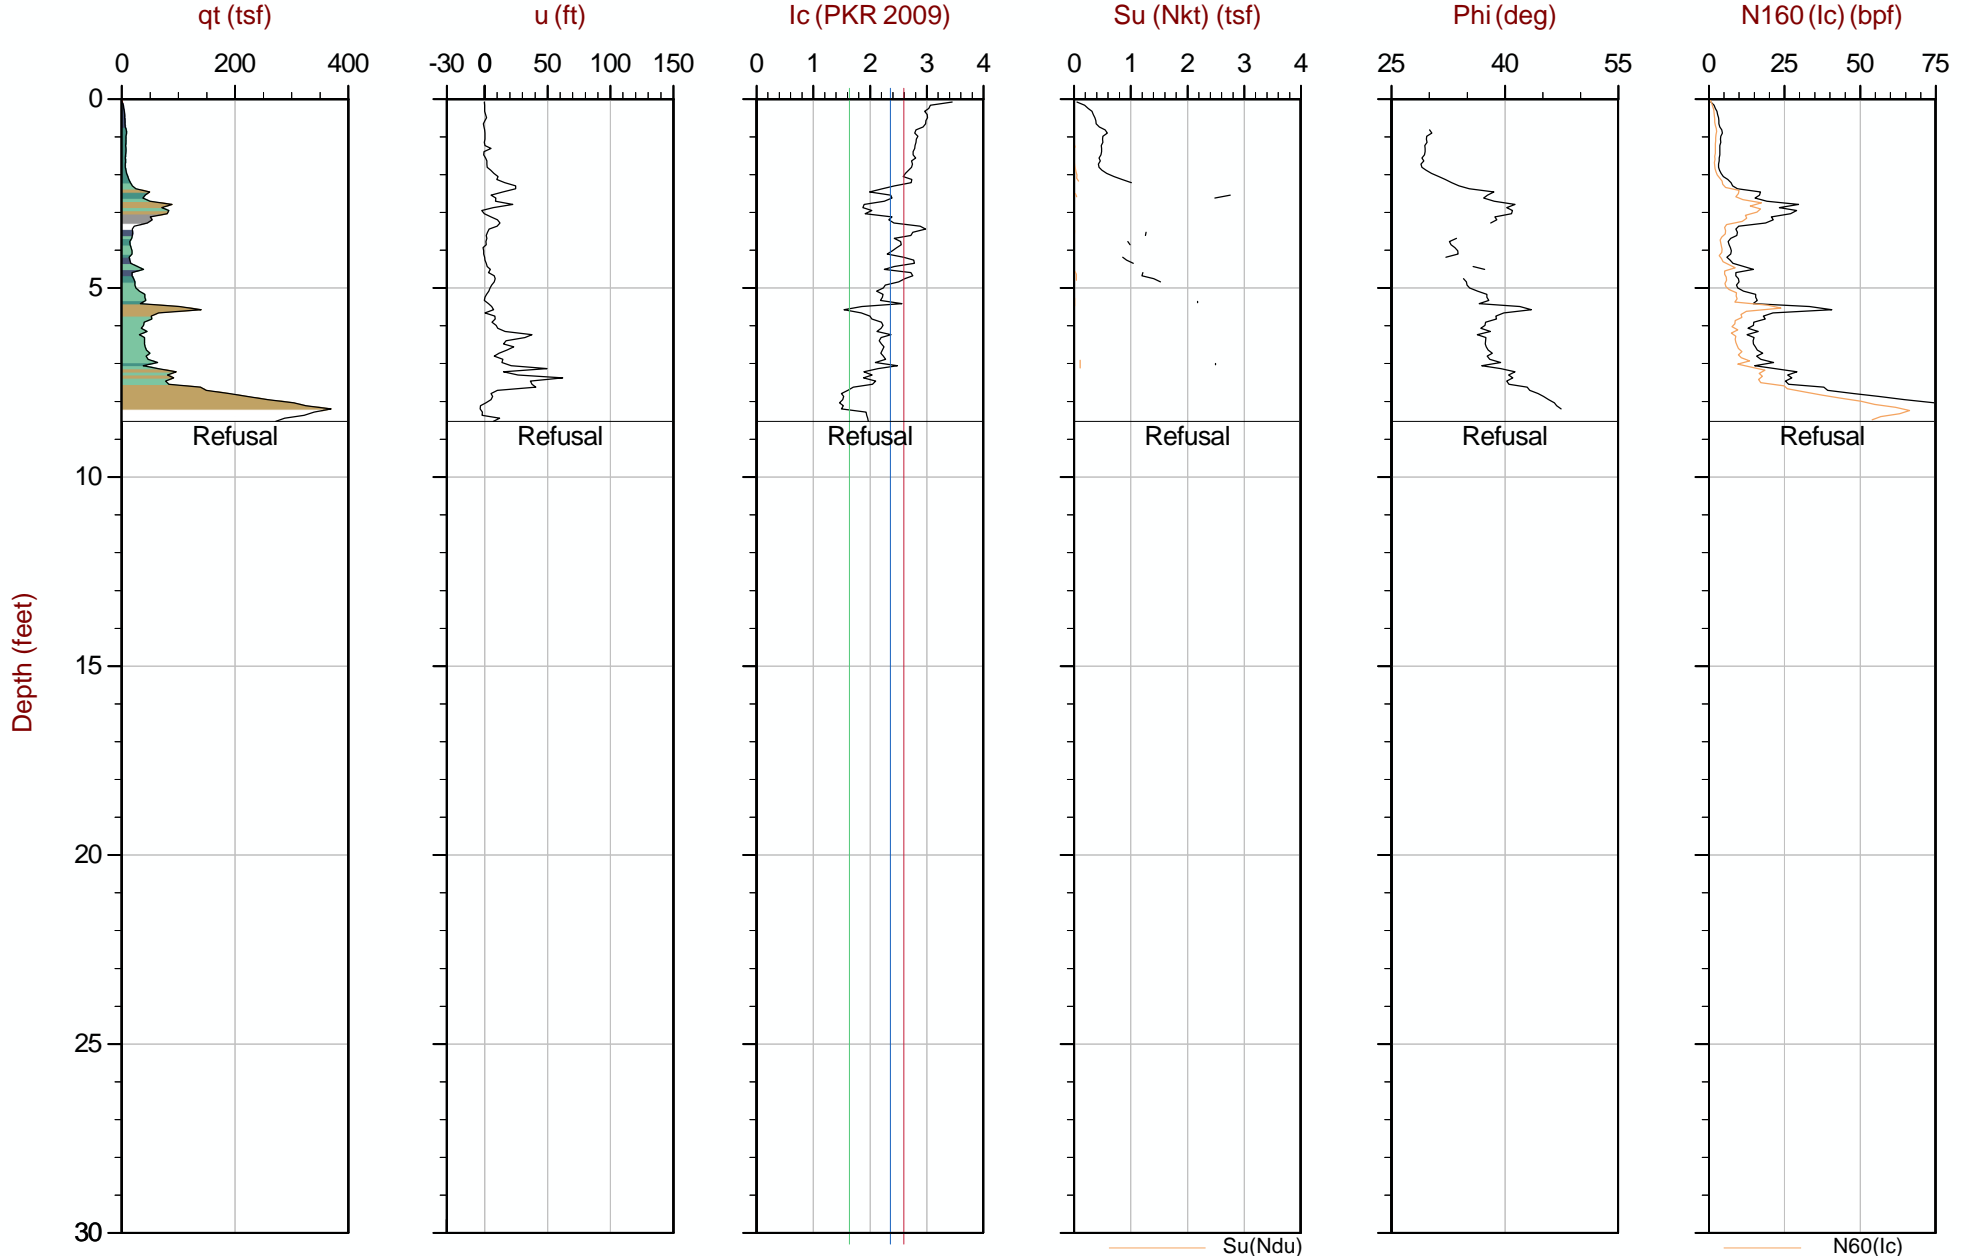 qt (tsf) u (ft) Ic (PKR 2009) Su (Nkt) (tsf) Phi (deg) N160 (Ic) (bpf)
0 200 400 -30 0 50 100 150 0 1 2 3 4 0 1 2 3 4 25 40 55 0 25 50 75
0
5
Refusal Refusal Refusal Refusal Refusal Refusal
10
15
Depth (feet)
20
25
30
Su(Ndu) N60(Ic)